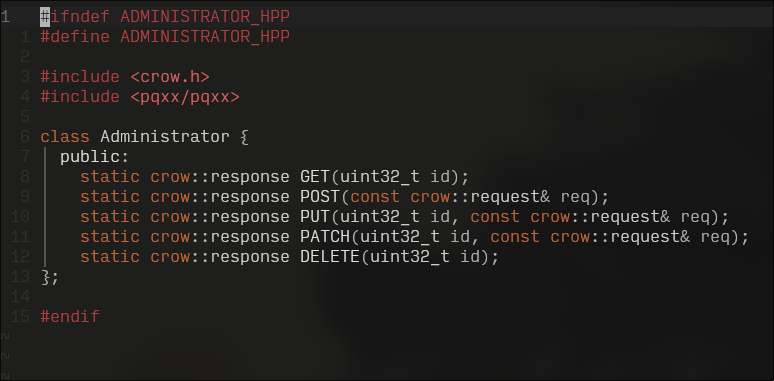 1 #ifndef ADMINISTRATOR_HPP
1 #define ADMINISTRATOR_HPP
2
3 #include <crow.h>
4 #include <pqxx/pqxx>
5
6 class Administrator {
7 public:
8 static crow::response GET(uint32_t id);
9 static crow::response POST(const crow::request& req);
10 static crow::response PUT(uint32_t id, const crow::request& req);
11 static crow::response PATCH(uint32_t id, const crow::request& req);
12 static crow::response DELETE(uint32_t id);
13 };
14
15 #endif
~
~
~